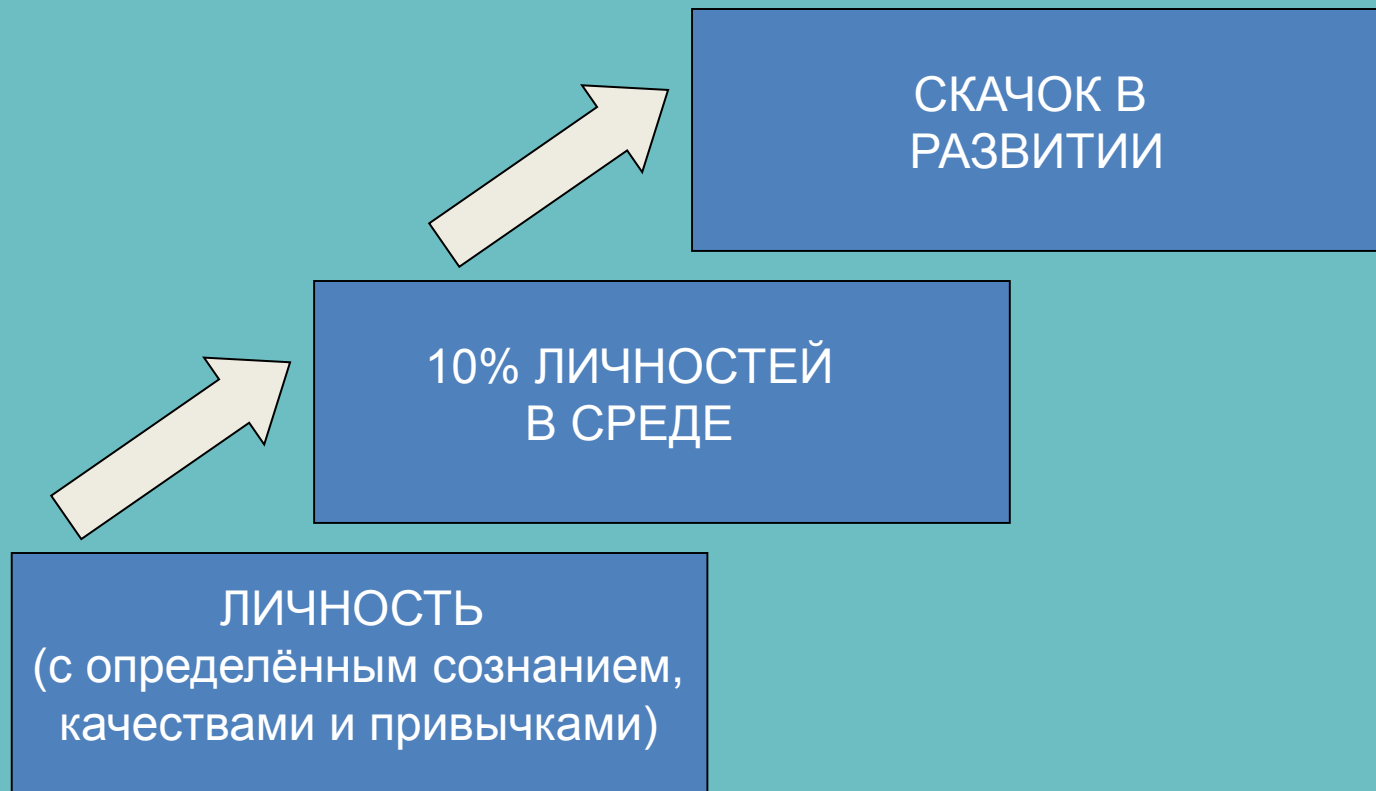 СКАЧОК В
РАЗВИТИИ
10% ЛИЧНОСТЕЙ
В СРЕДЕ
ЛИЧНОСТЬ
(с определённым сознанием,
качествами и привычками)